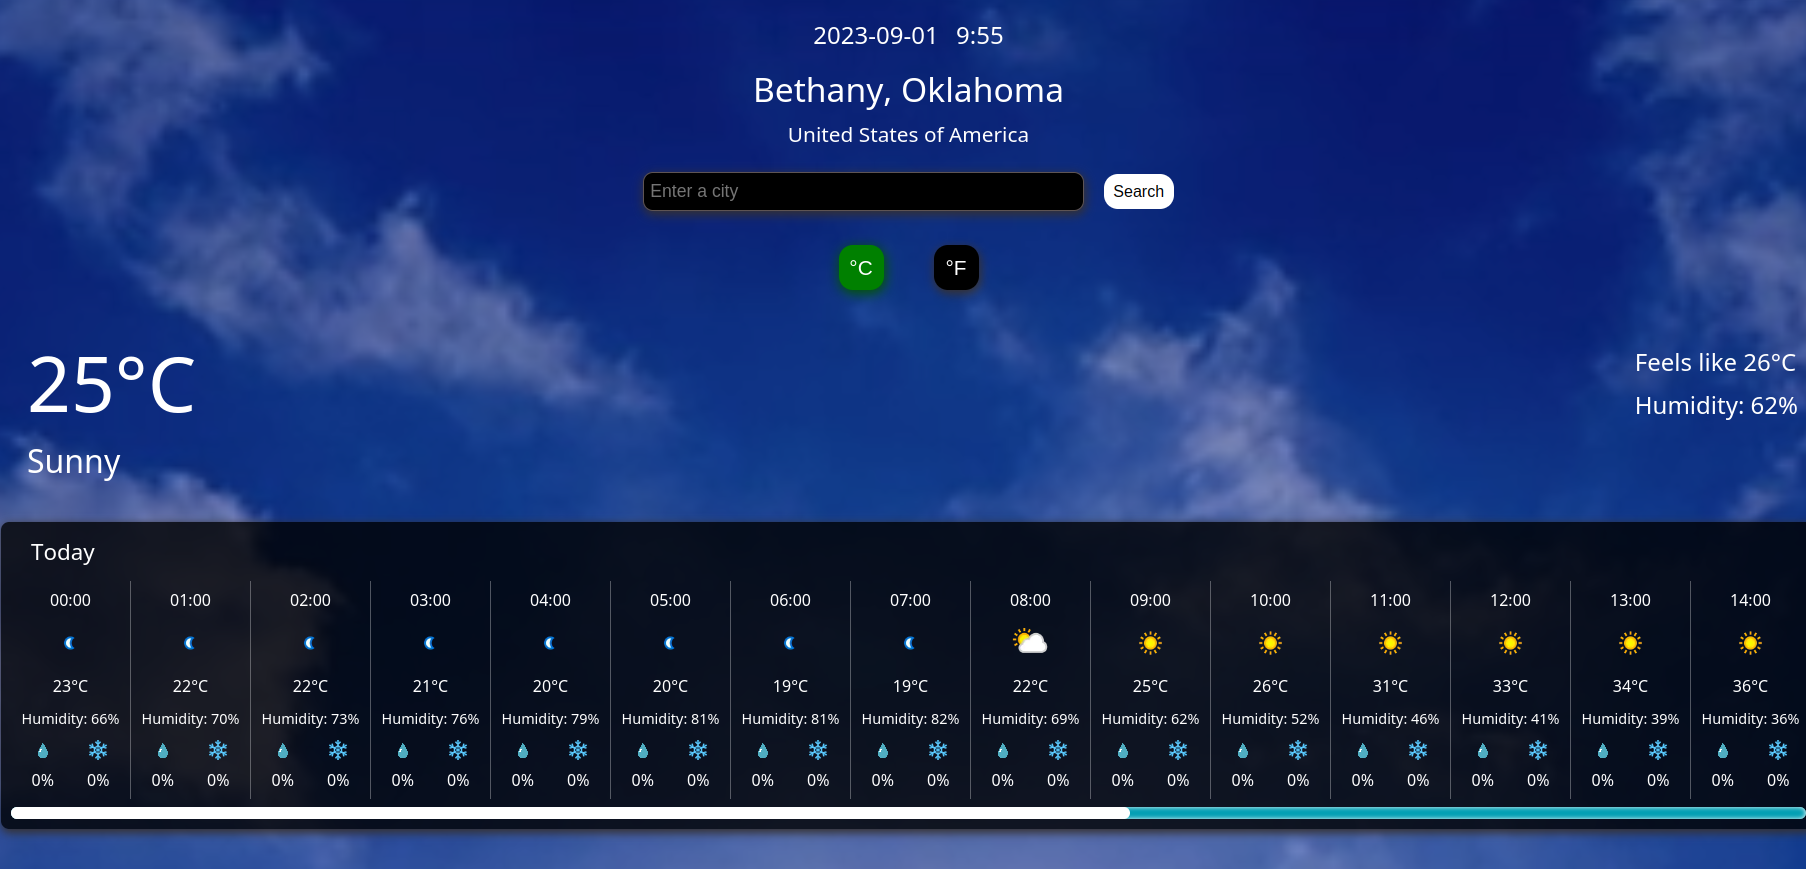 2023-09-01 9:55
Bethany, Oklahoma
United States of America
Enter a city Search
°C °F
25°C
Sunny
Feels like 26°C
Humidity: 62%
Today
00:00 01:00 02:00 03:00 04:00 05:00 06:00 07:00 08:00 09:00 10:00 11:00 12:00 13:00 14:00
23°C 22°C 22°C 21°C 20°C 20°C 19°C 19°C 22°C 25°C 26°C 31°C 33°C 34°C 36°C
Humidity: 66% Humidity: 70% Humidity: 73% Humidity: 76% Humidity: 79% Humidity: 81% Humidity: 81% Humidity: 82% Humidity: 69% Humidity: 62% Humidity: 52% Humidity: 46% Humidity: 41% Humidity: 39% Humidity: 36%
0% 0% 0% 0% 0% 0% 0% 0% 0% 0% 0% 0% 0% 0% 0% 0% 0% 0% 0% 0% 0% 0% 0% 0% 0% 0% 0% 0% 0% 0%